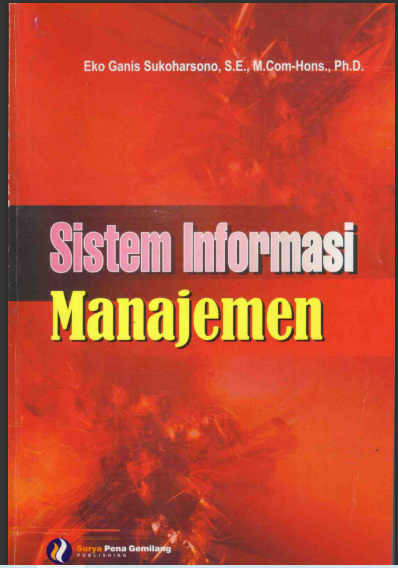 Eko Ganis Sukoharsono, S.E., M.Com-Hons., Ph.D.
Sistem Informasi
Manajemen
Surya Pena Gemilang
PUBLISHING